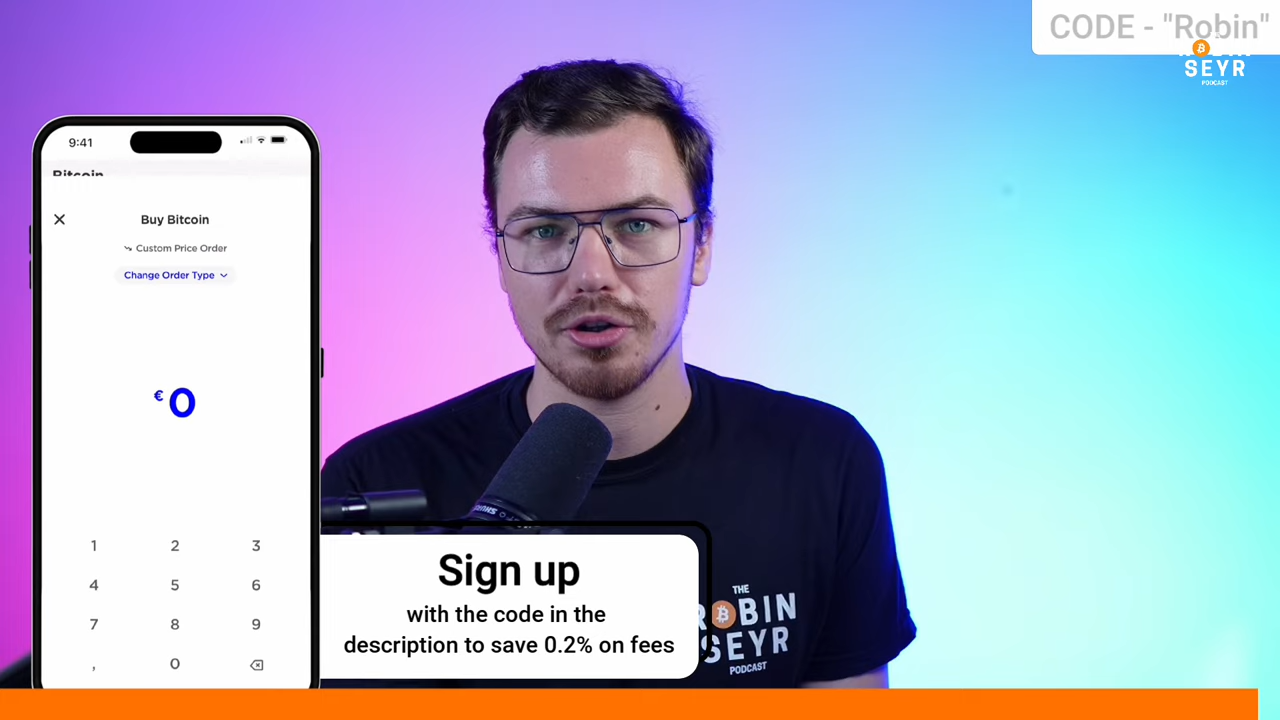 CODE - "Robin"
SEYR
PODCAST
9:41
Bitcoin
Buy Bitcoin
Custom Price Order
Change Order Type
€0
1 2 3
4 5 6
7 8 9
, 0
Sign up
with the code in the
description to save 0.2% on fees
THE
ROBIN
SEYR
PODCAST